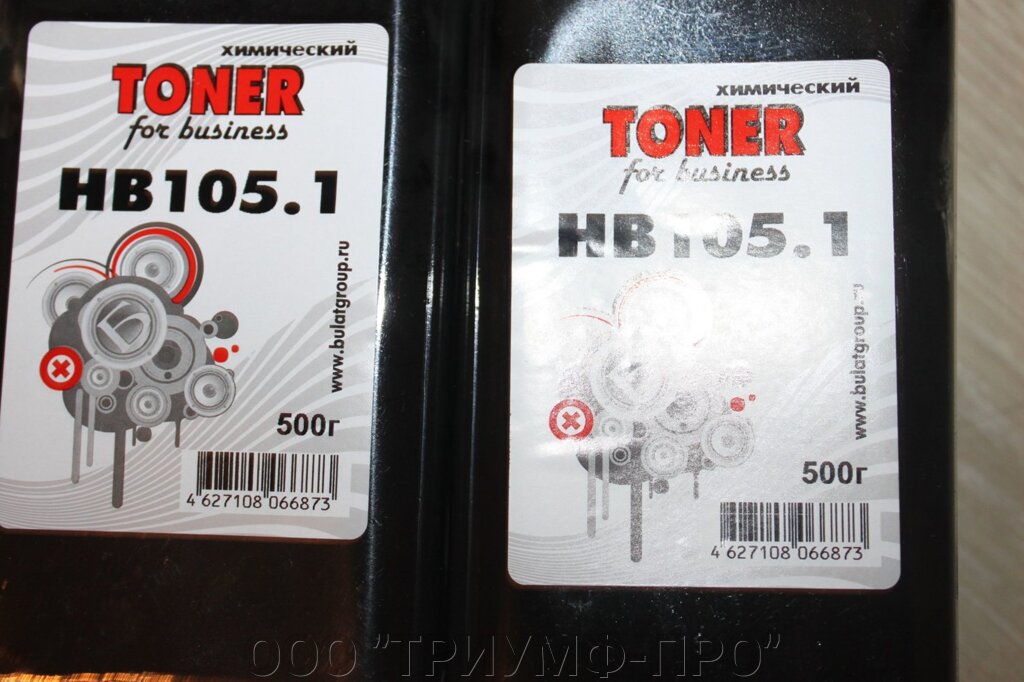 химический
TONER
for business
HB105.1
www.bulatgroup.ru
500г
4 627108 066873
химический
TONER
for business
HB105.1
www.bulatgroup.ru
500г
4 627108 066873
ООО "ТРИУМФ-ПРО"